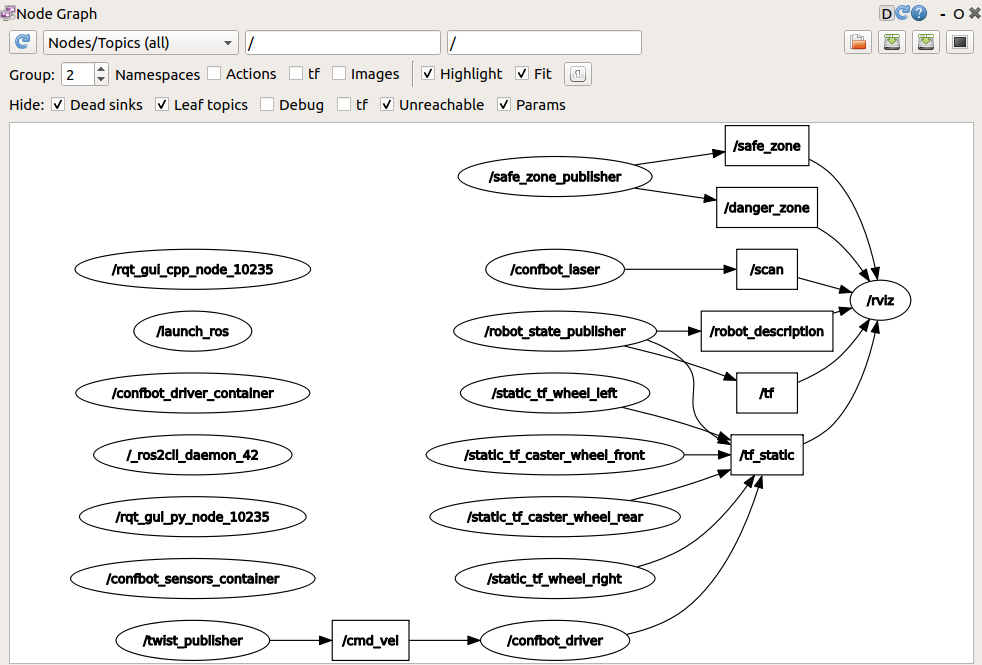 Node Graph
D ? - O
Nodes/Topics (all) / /
Group: 2 Namespaces Actions tf Images Highlight Fit
Hide: Dead sinks Leaf topics Debug tf Unreachable Params
/safe_zone
/safe_zone_publisher
/danger_zone
/rqt_gui_cpp_node_10235 /confbot_laser /scan
/rviz
/launch_ros /robot_state_publisher /robot_description
/confbot_driver_container /static_tf_wheel_left /tf
/_ros2cli_daemon_42 /static_tf_caster_wheel_front /tf_static
/rqt_gui_py_node_10235 /static_tf_caster_wheel_rear
/confbot_sensors_container /static_tf_wheel_right
/twist_publisher /cmd_vel /confbot_driver